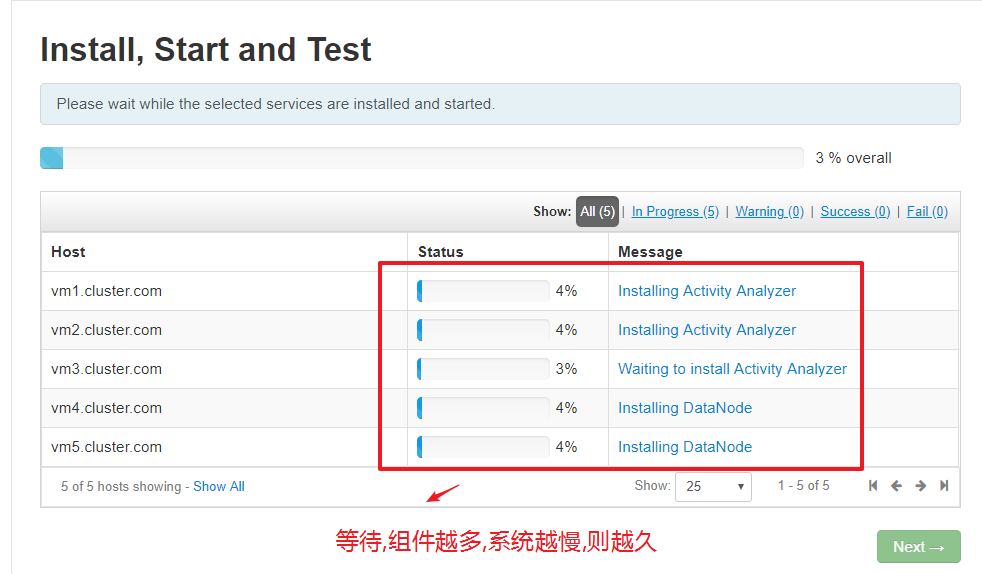 Install, Start and Test
Please wait while the selected services are installed and started.
3 % overall
Show: All (5) | In Progress (5) | Warning (0) | Success (0) | Fail (0)
Host Status Message
vm1.cluster.com 4% Installing Activity Analyzer
vm2.cluster.com 4% Installing Activity Analyzer
vm3.cluster.com 3% Waiting to install Activity Analyzer
vm4.cluster.com 4% Installing DataNode
vm5.cluster.com 4% Installing DataNode
5 of 5 hosts showing - Show All Show: 25 1 - 5 of 5
等待,组件越多,系统越慢,则越久
Next →